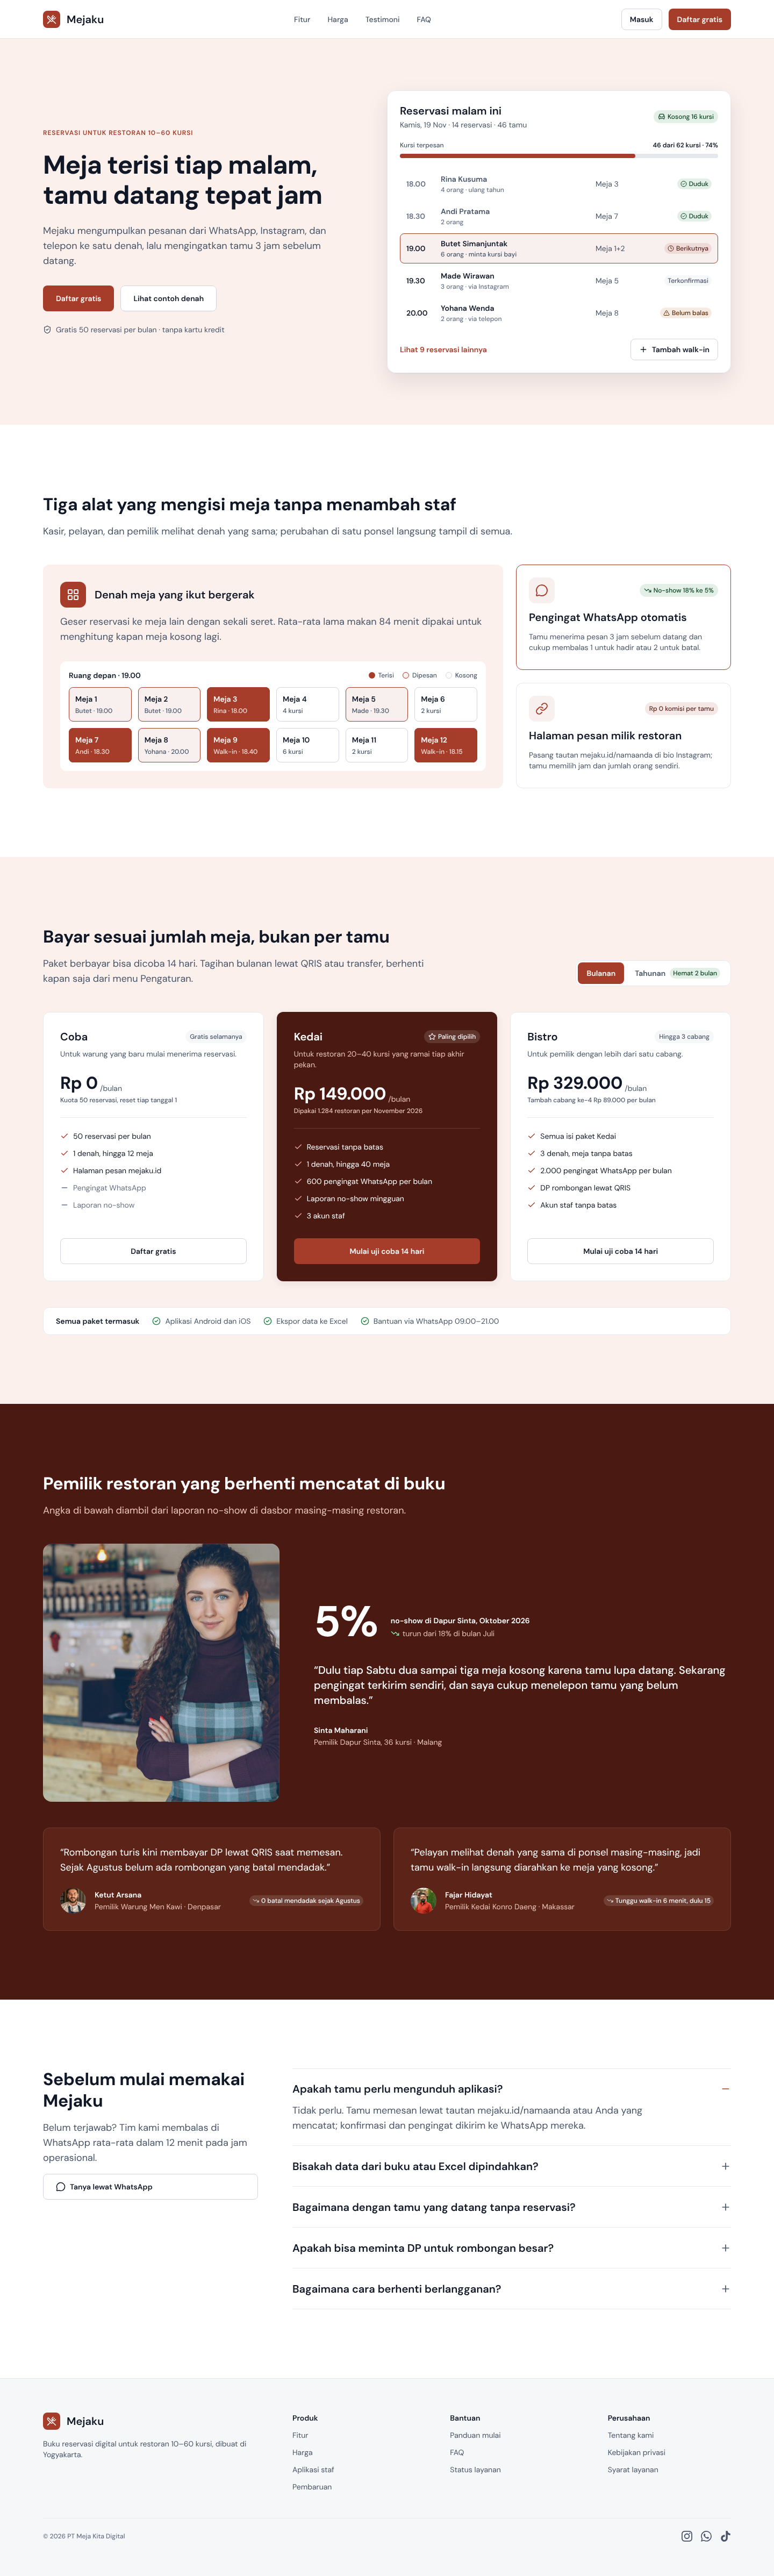 Mejaku
Fitur
Harga
Testimoni
FAQ
Masuk
Daftar gratis
RESERVASI UNTUK RESTORAN 10–60 KURSI
Meja terisi tiap malam,
tamu datang tepat jam
Mejaku mengumpulkan pesanan dari WhatsApp, Instagram, dan
telepon ke satu denah, lalu mengingatkan tamu 3 jam sebelum
datang.
Daftar gratis
Lihat contoh denah
Gratis 50 reservasi per bulan · tanpa kartu kredit
Reservasi malam ini
Kamis, 19 Nov · 14 reservasi · 46 tamu
Kosong 16 kursi
Kursi terpesan
46 dari 62 kursi · 74%
18.00
Rina Kusuma
4 orang · ulang tahun
Meja 3
Duduk
18.30
Andi Pratama
2 orang
Meja 7
Duduk
19.00
Butet Simanjuntak
6 orang · minta kursi bayi
Meja 1+2
Berikutnya
19.30
Made Wirawan
3 orang · via Instagram
Meja 5
Terkonfirmasi
20.00
Yohana Wenda
2 orang · via telepon
Meja 8
Belum balas
Lihat 9 reservasi lainnya
Tambah walk-in
Tiga alat yang mengisi meja tanpa menambah staf
Kasir, pelayan, dan pemilik melihat denah yang sama; perubahan di satu ponsel langsung tampil di semua.
Denah meja yang ikut bergerak
Geser reservasi ke meja lain dengan sekali seret. Rata-rata lama makan 84 menit dipakai untuk
menghitung kapan meja kosong lagi.
Ruang depan · 19.00
Terisi
Dipesan
Kosong
Meja 1
Butet · 19.00
Meja 2
Butet · 19.00
Meja 3
Rina · 18.00
Meja 4
4 kursi
Meja 5
Made · 19.30
Meja 6
2 kursi
Meja 7
Andi · 18.30
Meja 8
Yohana · 20.00
Meja 9
Walk-in · 18.40
Meja 10
6 kursi
Meja 11
2 kursi
Meja 12
Walk-in · 18.15
No-show 18% ke 5%
Pengingat WhatsApp otomatis
Tamu menerima pesan 3 jam sebelum datang dan
cukup membalas 1 untuk hadir atau 2 untuk batal.
Rp 0 komisi per tamu
Halaman pesan milik restoran
Pasang tautan mejaku.id/namaanda di bio Instagram;
tamu memilih jam dan jumlah orang sendiri.
Bayar sesuai jumlah meja, bukan per tamu
Paket berbayar bisa dicoba 14 hari. Tagihan bulanan lewat QRIS atau transfer, berhenti
kapan saja dari menu Pengaturan.
Bulanan
Tahunan
Hemat 2 bulan
Coba
Gratis selamanya
Untuk warung yang baru mulai menerima reservasi.
Rp 0 /bulan
Kuota 50 reservasi, reset tiap tanggal 1
50 reservasi per bulan
1 denah, hingga 12 meja
Halaman pesan mejaku.id
Pengingat WhatsApp
Laporan no-show
Daftar gratis
Kedai
Paling dipilih
Untuk restoran 20–40 kursi yang ramai tiap akhir
pekan.
Rp 149.000 /bulan
Dipakai 1.284 restoran per November 2026
Reservasi tanpa batas
1 denah, hingga 40 meja
600 pengingat WhatsApp per bulan
Laporan no-show mingguan
3 akun staf
Mulai uji coba 14 hari
Bistro
Hingga 3 cabang
Untuk pemilik dengan lebih dari satu cabang.
Rp 329.000 /bulan
Tambah cabang ke-4 Rp 89.000 per bulan
Semua isi paket Kedai
3 denah, meja tanpa batas
2.000 pengingat WhatsApp per bulan
DP rombongan lewat QRIS
Akun staf tanpa batas
Mulai uji coba 14 hari
Semua paket termasuk
Aplikasi Android dan iOS
Ekspor data ke Excel
Bantuan via WhatsApp 09.00–21.00
Pemilik restoran yang berhenti mencatat di buku
Angka di bawah diambil dari laporan no-show di dasbor masing-masing restoran.
5%
no-show di Dapur Sinta, Oktober 2026
turun dari 18% di bulan Juli
“Dulu tiap Sabtu dua sampai tiga meja kosong karena tamu lupa datang. Sekarang
pengingat terkirim sendiri, dan saya cukup menelepon tamu yang belum
membalas.”
Sinta Maharani
Pemilik Dapur Sinta, 36 kursi · Malang
“Rombongan turis kini membayar DP lewat QRIS saat memesan.
Sejak Agustus belum ada rombongan yang batal mendadak.”
Ketut Arsana
Pemilik Warung Men Kawi · Denpasar
0 batal mendadak sejak Agustus
“Pelayan melihat denah yang sama di ponsel masing-masing, jadi
tamu walk-in langsung diarahkan ke meja yang kosong.”
Fajar Hidayat
Pemilik Kedai Konro Daeng · Makassar
Tunggu walk-in 6 menit, dulu 15
Sebelum mulai memakai
Mejaku
Belum terjawab? Tim kami membalas di
WhatsApp rata-rata dalam 12 menit pada jam
operasional.
Tanya lewat WhatsApp
Apakah tamu perlu mengunduh aplikasi?
Tidak perlu. Tamu memesan lewat tautan mejaku.id/namaanda atau Anda yang
mencatat; konfirmasi dan pengingat dikirim ke WhatsApp mereka.
Bisakah data dari buku atau Excel dipindahkan?
Bagaimana dengan tamu yang datang tanpa reservasi?
Apakah bisa meminta DP untuk rombongan besar?
Bagaimana cara berhenti berlangganan?
Mejaku
Buku reservasi digital untuk restoran 10–60 kursi, dibuat di
Yogyakarta.
Produk
Fitur
Harga
Aplikasi staf
Pembaruan
Bantuan
Panduan mulai
FAQ
Status layanan
Perusahaan
Tentang kami
Kebijakan privasi
Syarat layanan
© 2026 PT Meja Kita Digital